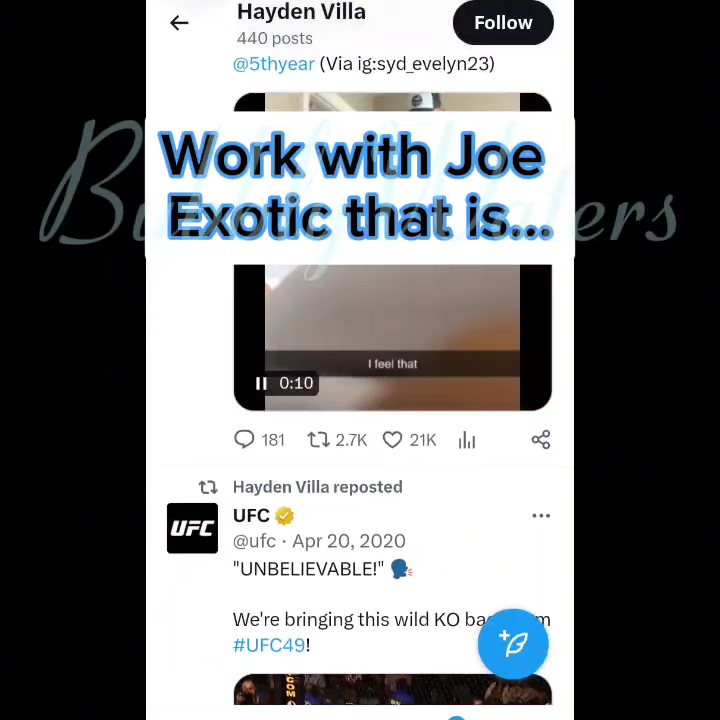 Hayden Villa
440 posts
Follow
@5thyear (Via ig:syd_evelyn23)
Work with Joe
Exotic that is...
I feel that
0:10
181 2.7K 21K
Hayden Villa reposted
UFC
UFC
@ufc · Apr 20, 2020
"UNBELIEVABLE!"
We're bringing this wild KO
#UFC49!